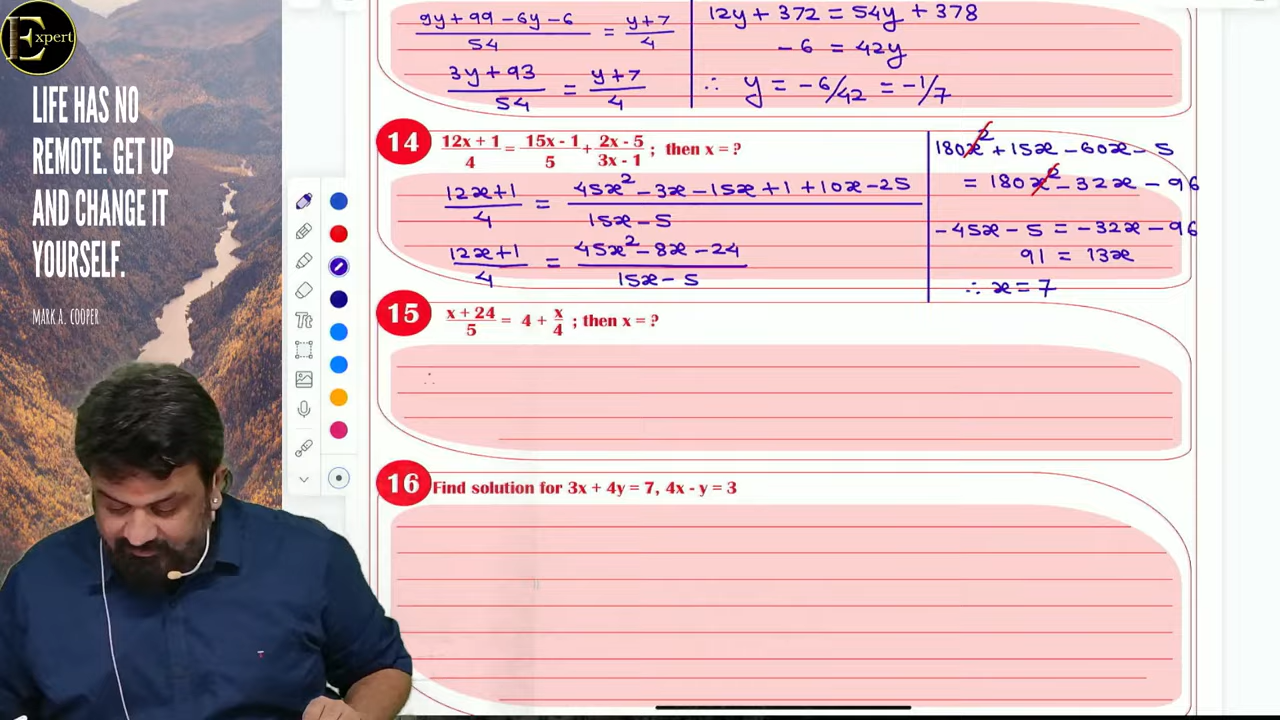 Expert
LIFE HAS NO
REMOTE. GET UP
AND CHANGE IT
YOURSELF.
MARK A. COOPER
Tt
9y + 99 - 6y - 6 / 54 = y + 7 / 4
3y + 93 / 54 = y + 7 / 4
12y + 372 = 54y + 378
-6 = 42y
∴ y = -6/42 = -1/7
14 12x + 1 / 4 = 15x - 1 / 5 + 2x - 5 / 3x - 1 ; then x = ?
12x+1 / 4 = 45x² - 3x - 15x + 1 + 10x - 25 / 15x - 5
12x+1 / 4 = 45x² - 8x - 24 / 15x - 5
180x² + 15x - 60x - 5
= 180x² - 32x - 96
-45x - 5 = -32x - 96
91 = 13x
∴ x = 7
15 x + 24 / 5 = 4 + x / 4 ; then x = ?
16 Find solution for 3x + 4y = 7, 4x - y = 3